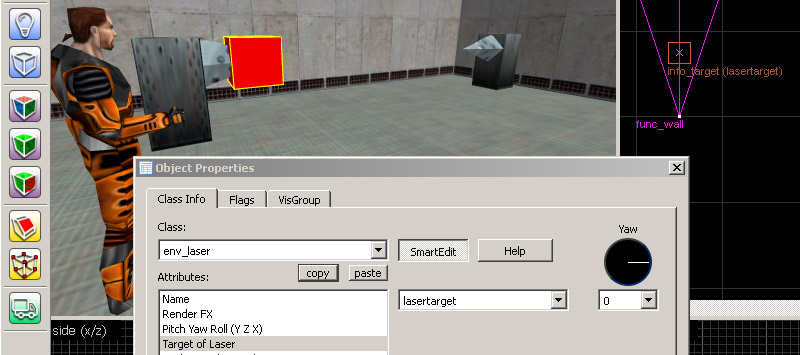 info_target (lasertarget)
func_wall
Object Properties
Class Info Flags VisGroup
Class:
Yaw
env_laser SmartEdit Help
Attributes: copy paste
Name lasertarget 0
Render FX
Pitch Yaw Roll (Y Z X)
side (x/z)
Target of Laser